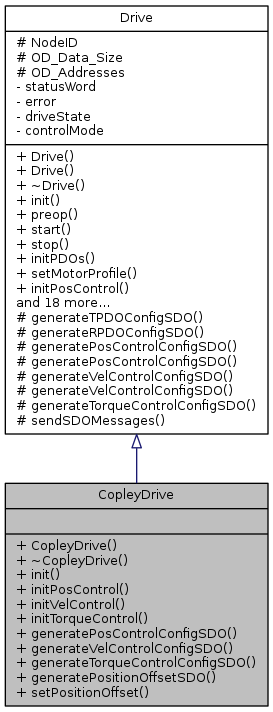 Drive
# NodeID
# OD_Data_Size
# OD_Addresses
- statusWord
- error
- driveState
- controlMode
+ Drive()
+ Drive()
+ ~Drive()
+ init()
+ preop()
+ start()
+ stop()
+ initPDOs()
+ setMotorProfile()
+ initPosControl()
and 18 more...
# generateTPDOConfigSDO()
# generateRPDOConfigSDO()
# generatePosControlConfigSDO()
# generatePosControlConfigSDO()
# generateVelControlConfigSDO()
# generateVelControlConfigSDO()
# generateTorqueControlConfigSDO()
# sendSDOMessages()
CopleyDrive
+ CopleyDrive()
+ ~CopleyDrive()
+ init()
+ initPosControl()
+ initVelControl()
+ initTorqueControl()
+ generatePosControlConfigSDO()
+ generateVelControlConfigSDO()
+ generateTorqueControlConfigSDO()
+ generatePositionOffsetSDO()
+ setPositionOffset()